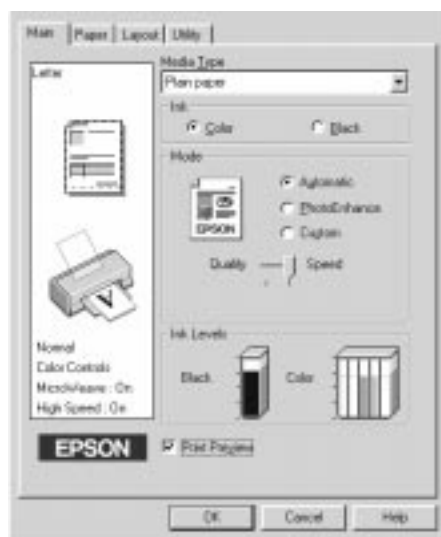 Main Paper Layout Utility
Letter
Media Type
Plain paper
Ink
Color Black
Mode
Automatic
PhotoEnhance
Custom
EPSON
Quality Speed
Normal
Color Controls
MicroWeave : On
High Speed : On
Ink Levels
Black Color
EPSON
Print Preview
OK Cancel Help